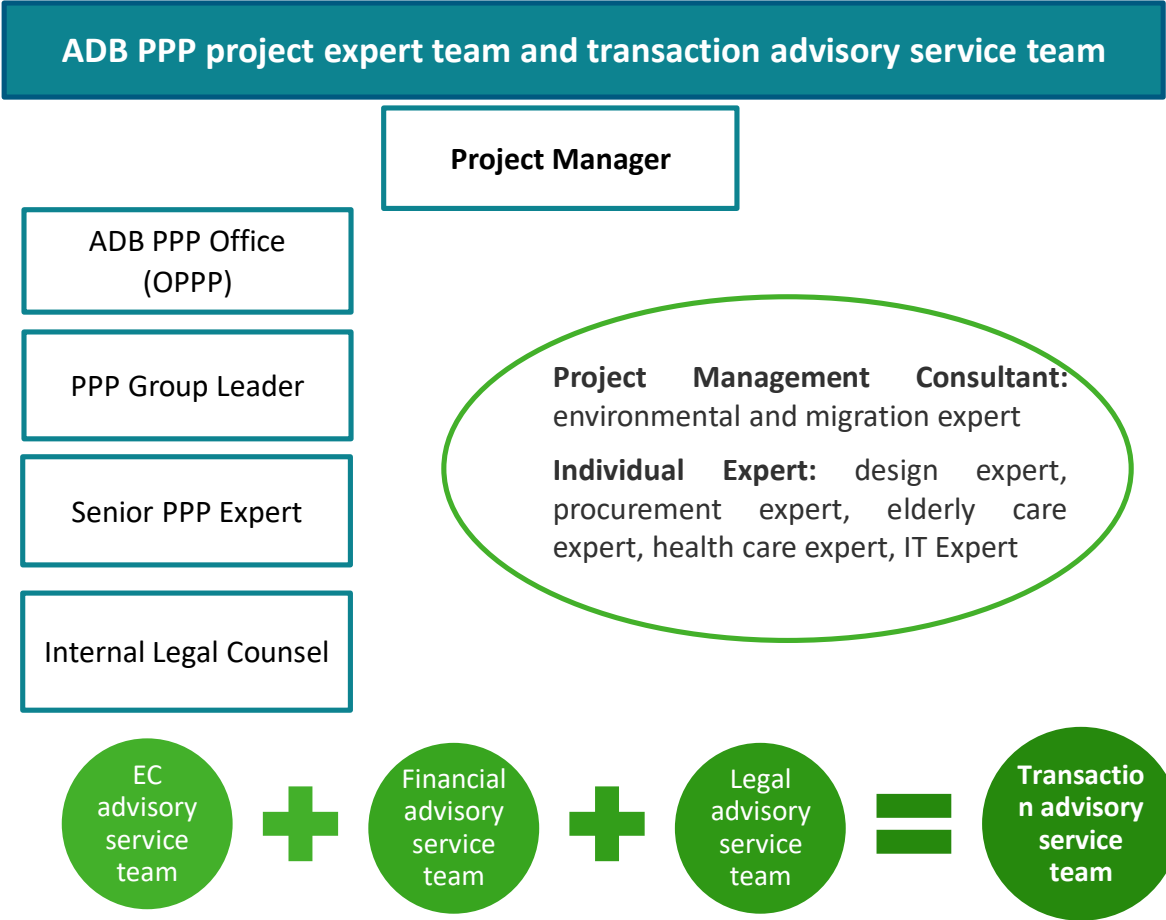 ADB PPP project expert team and transaction advisory service team
Project Manager
ADB PPP Office
(OPPP)
PPP Group Leader
Senior PPP Expert
Internal Legal Counsel
Project Management Consultant:
environmental and migration expert
Individual Expert: design expert,
procurement expert, elderly care
expert, health care expert, IT Expert
EC
advisory
service
team
Financial
advisory
service
team
Legal
advisory
service
team
Transactio
n advisory
service
team